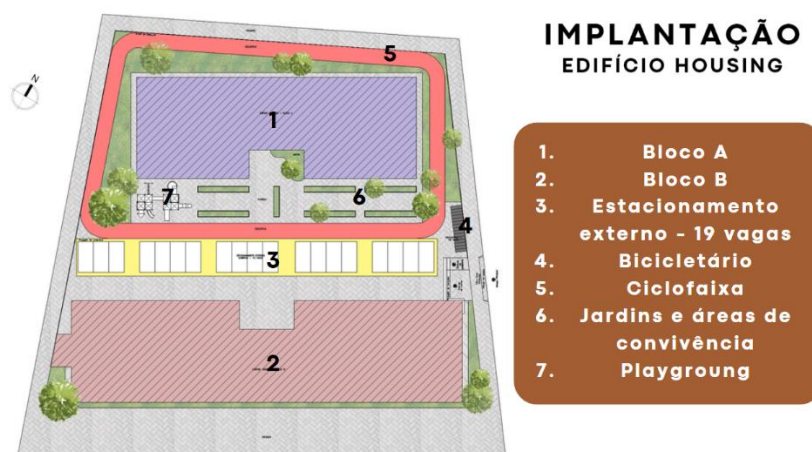 IMPLANTAÇÃO
EDIFÍCIO HOUSING
N
5
1
7
6
4
3
2
1. Bloco A
2. Bloco B
3. Estacionamento
externo - 19 vagas
4. Bicicletário
5. Ciclofaixa
6. Jardins e áreas de
convivência
7. Playgroung